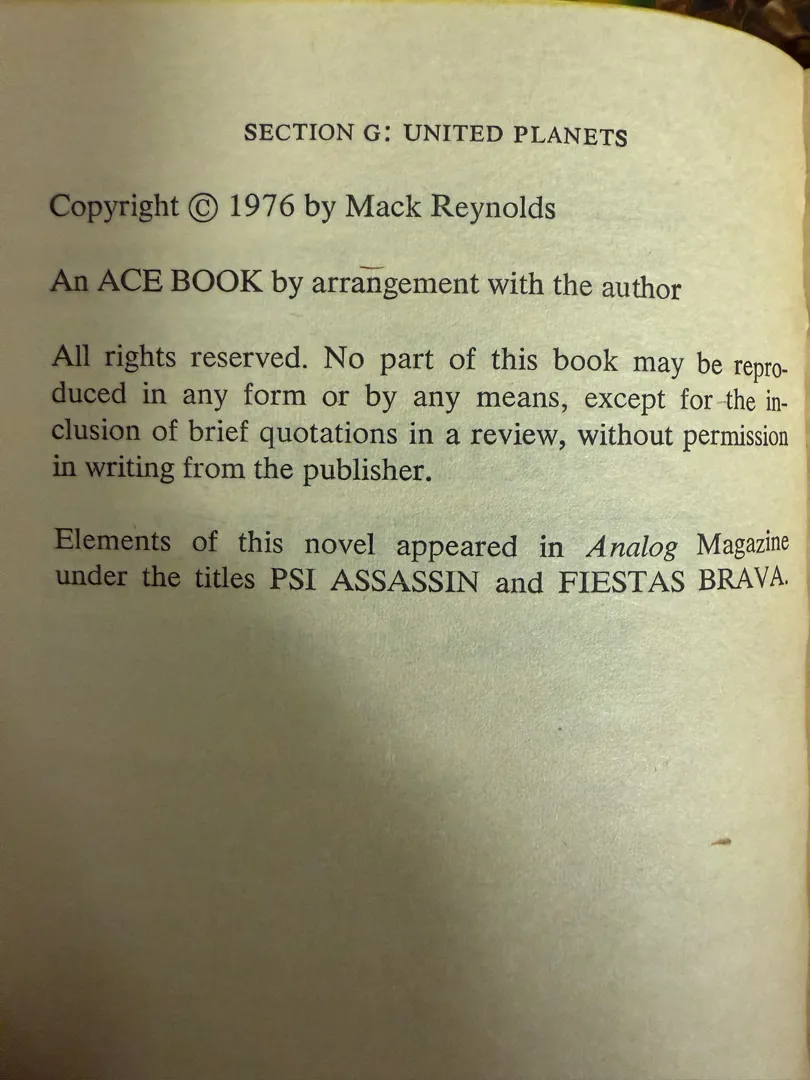 SECTION G: UNITED PLANETS
Copyright © 1976 by Mack Reynolds
An ACE BOOK by arrangement with the author
All rights reserved. No part of this book may be repro-
duced in any form or by any means, except for the in-
clusion of brief quotations in a review, without permission
in writing from the publisher.
Elements of this novel appeared in Analog Magazine
under the titles PSI ASSASSIN and FIESTAS BRAVA.